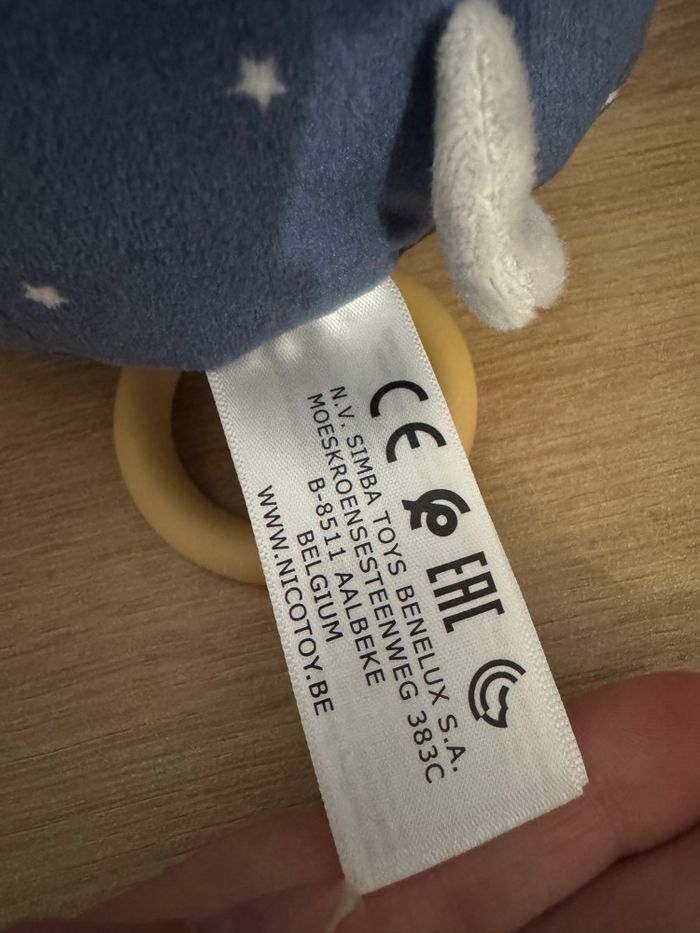 CE EAC
N.V. SIMBA TOYS BENELUX S.A.
MOESKROENSESTEENWEG 383C
B-8511 AALBEKE
BELGIUM
WWW.NICOTOY.BE